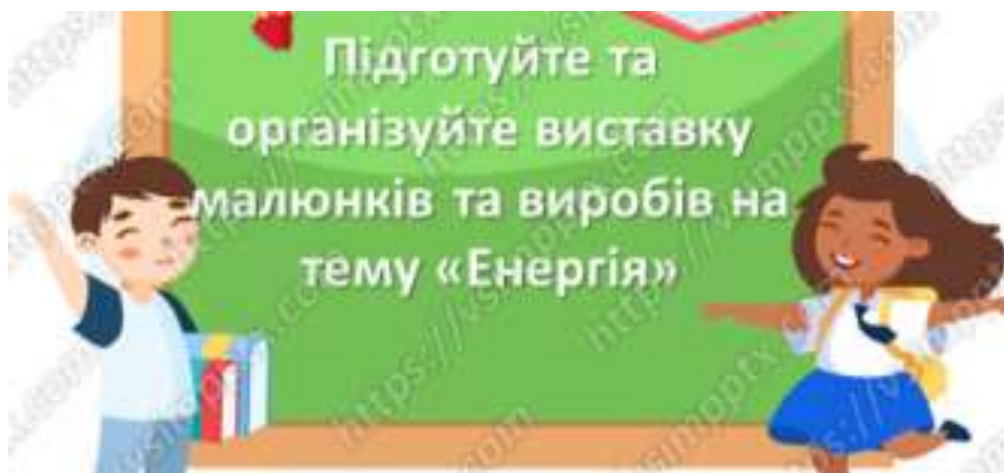 Підготуйте та
організуйте виставку
малюнків та виробів на
тему «Енергія»